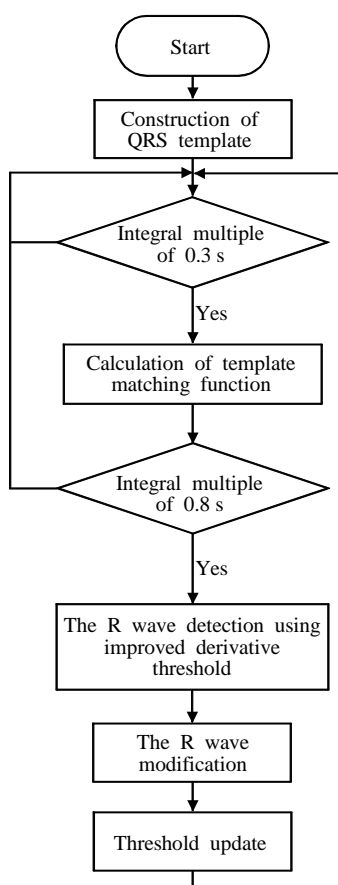 Start
Construction of
QRS template
Integral multiple
of 0.3 s
Yes
Calculation of template
matching function
Integral multiple
of 0.8 s
Yes
The R wave detection using
improved derivative
threshold
The R wave
modification
Threshold update